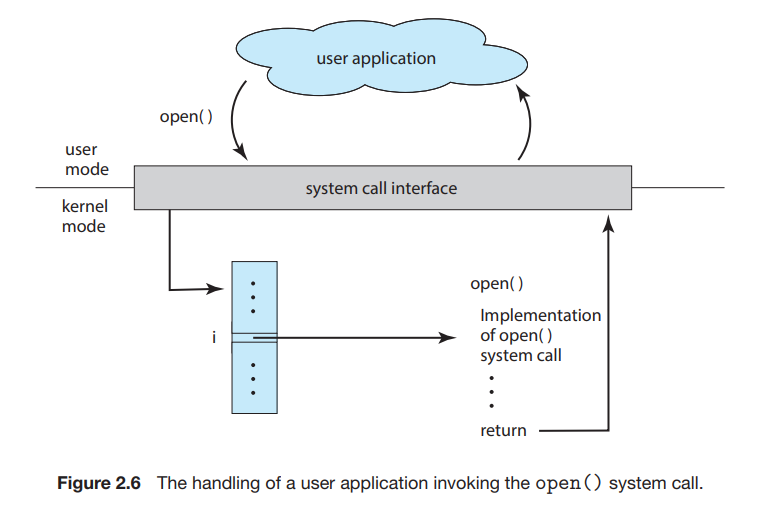 user application
open( )
user
mode
system call interface
kernel
mode
open( )
i
Implementation
of open( )
system call
return
Figure 2.6 The handling of a user application invoking the open() system call.